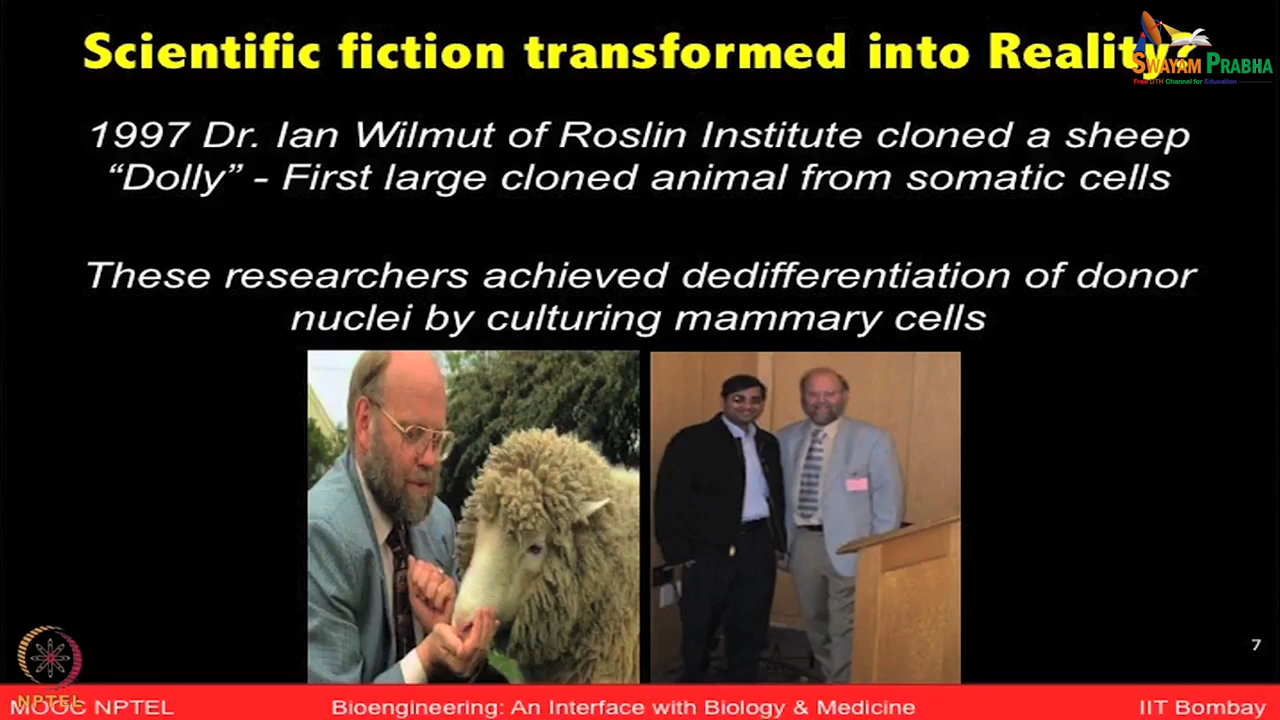 Scientific fiction transformed into Reality?
SWAYAM PRABHA
Free DTH Channel for Education
1997 Dr. Ian Wilmut of Roslin Institute cloned a sheep
“Dolly” - First large cloned animal from somatic cells
These researchers achieved dedifferentiation of donor
nuclei by culturing mammary cells
7
NPTEL
MOOC NPTEL
Bioengineering: An Interface with Biology & Medicine
IIT Bombay